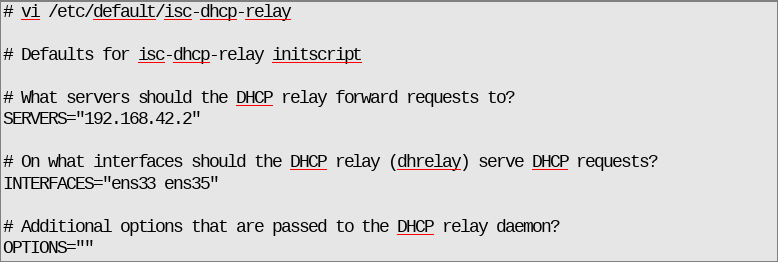 # vi /etc/default/isc-dhcp-relay
# Defaults for isc-dhcp-relay initscript
# What servers should the DHCP relay forward requests to?
SERVERS="192.168.42.2"
# On what interfaces should the DHCP relay (dhrelay) serve DHCP requests?
INTERFACES="ens33 ens35"
# Additional options that are passed to the DHCP relay daemon?
OPTIONS=""